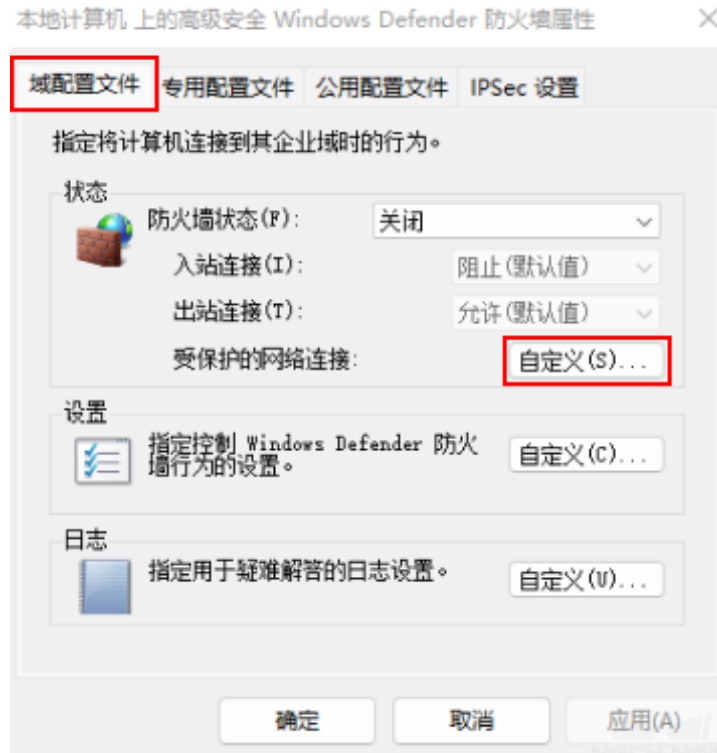 本地计算机 上的高级安全 Windows Defender 防火墙属性
域配置文件 专用配置文件 公用配置文件 IPSec 设置
指定将计算机连接到其企业域时的行为。
状态
防火墙状态(F): 关闭
入站连接(I): 阻止(默认值)
出站连接(T): 允许(默认值)
受保护的网络连接: 自定义(S)...
设置
指定控制 Windows Defender 防火
墙行为的设置。
自定义(C)...
日志
指定用于疑难解答的日志设置。
自定义(U)...
确定 取消 应用(A)